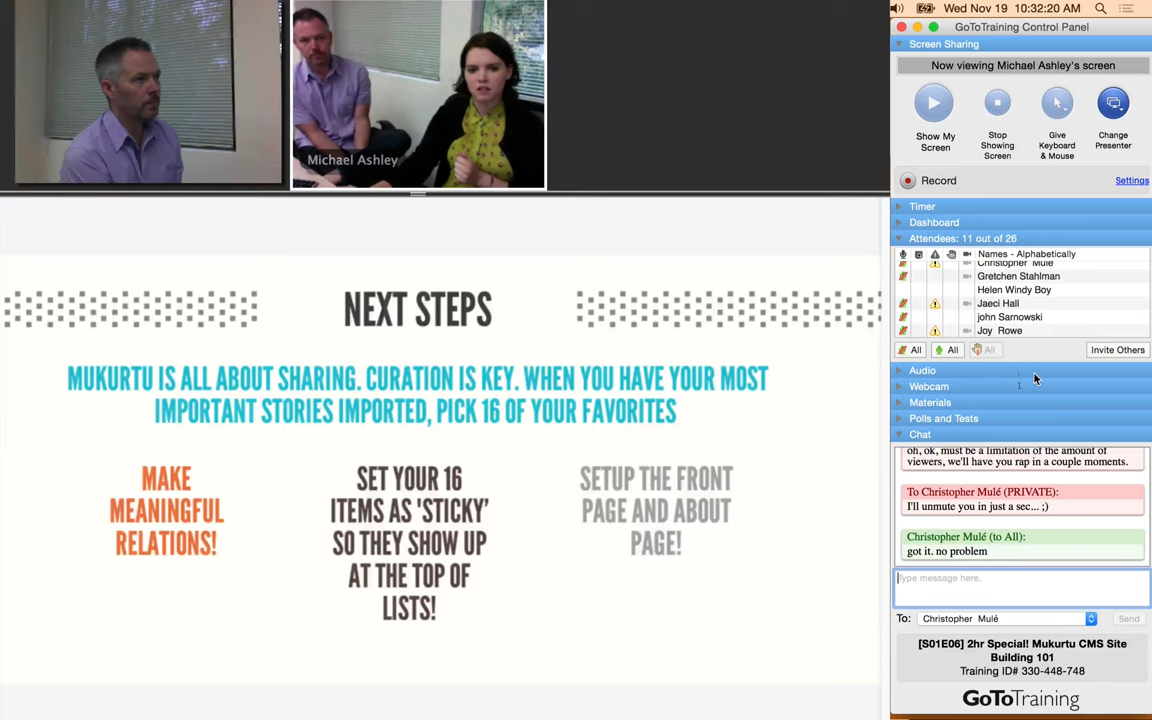 Wed Nov 19 10:32:20 AM
GoToTraining Control Panel
Screen Sharing
Now viewing Michael Ashley's screen
Show My
Screen
Stop
Showing
Screen
Give
Keyboard
& Mouse
Change
Presenter
Record
Settings
Timer
Dashboard
Attendees: 11 out of 26
Names - Alphabetically
Christopher Mulé
Gretchen Stahlman
Helen Windy Boy
Jaeci Hall
john Sarnowski
Joy Rowe
All
All
All
Invite Others
Audio
Webcam
Materials
Polls and Tests
Chat
oh, ok, must be a limitation of the amount of
viewers, we'll have you rap in a couple moments.
To Christopher Mulé (PRIVATE):
I'll unmute you in just a sec... ;)
Christopher Mulé (to All):
got it. no problem
Type message here.
To: Christopher Mulé
Send
[S01E06] 2hr Special! Mukurtu CMS Site
Building 101
Training ID# 330-448-748
GoToTraining
Michael Ashley
NEXT STEPS
MUKURTU IS ALL ABOUT SHARING. CURATION IS KEY. WHEN YOU HAVE YOUR MOST
IMPORTANT STORIES IMPORTED, PICK 16 OF YOUR FAVORITES
MAKE
MEANINGFUL
RELATIONS!
SET YOUR 16
ITEMS AS 'STICKY'
SO THEY SHOW UP
AT THE TOP OF
LISTS!
SETUP THE FRONT
PAGE AND ABOUT
PAGE!